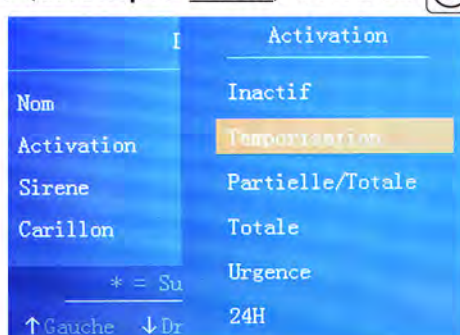 Activation
Nom
Activation
Sirene
Carillon
* = Su
↑Gauche ↓Dr
Inactif
Temporisation
Partielle/Totale
Totale
Urgence
24H